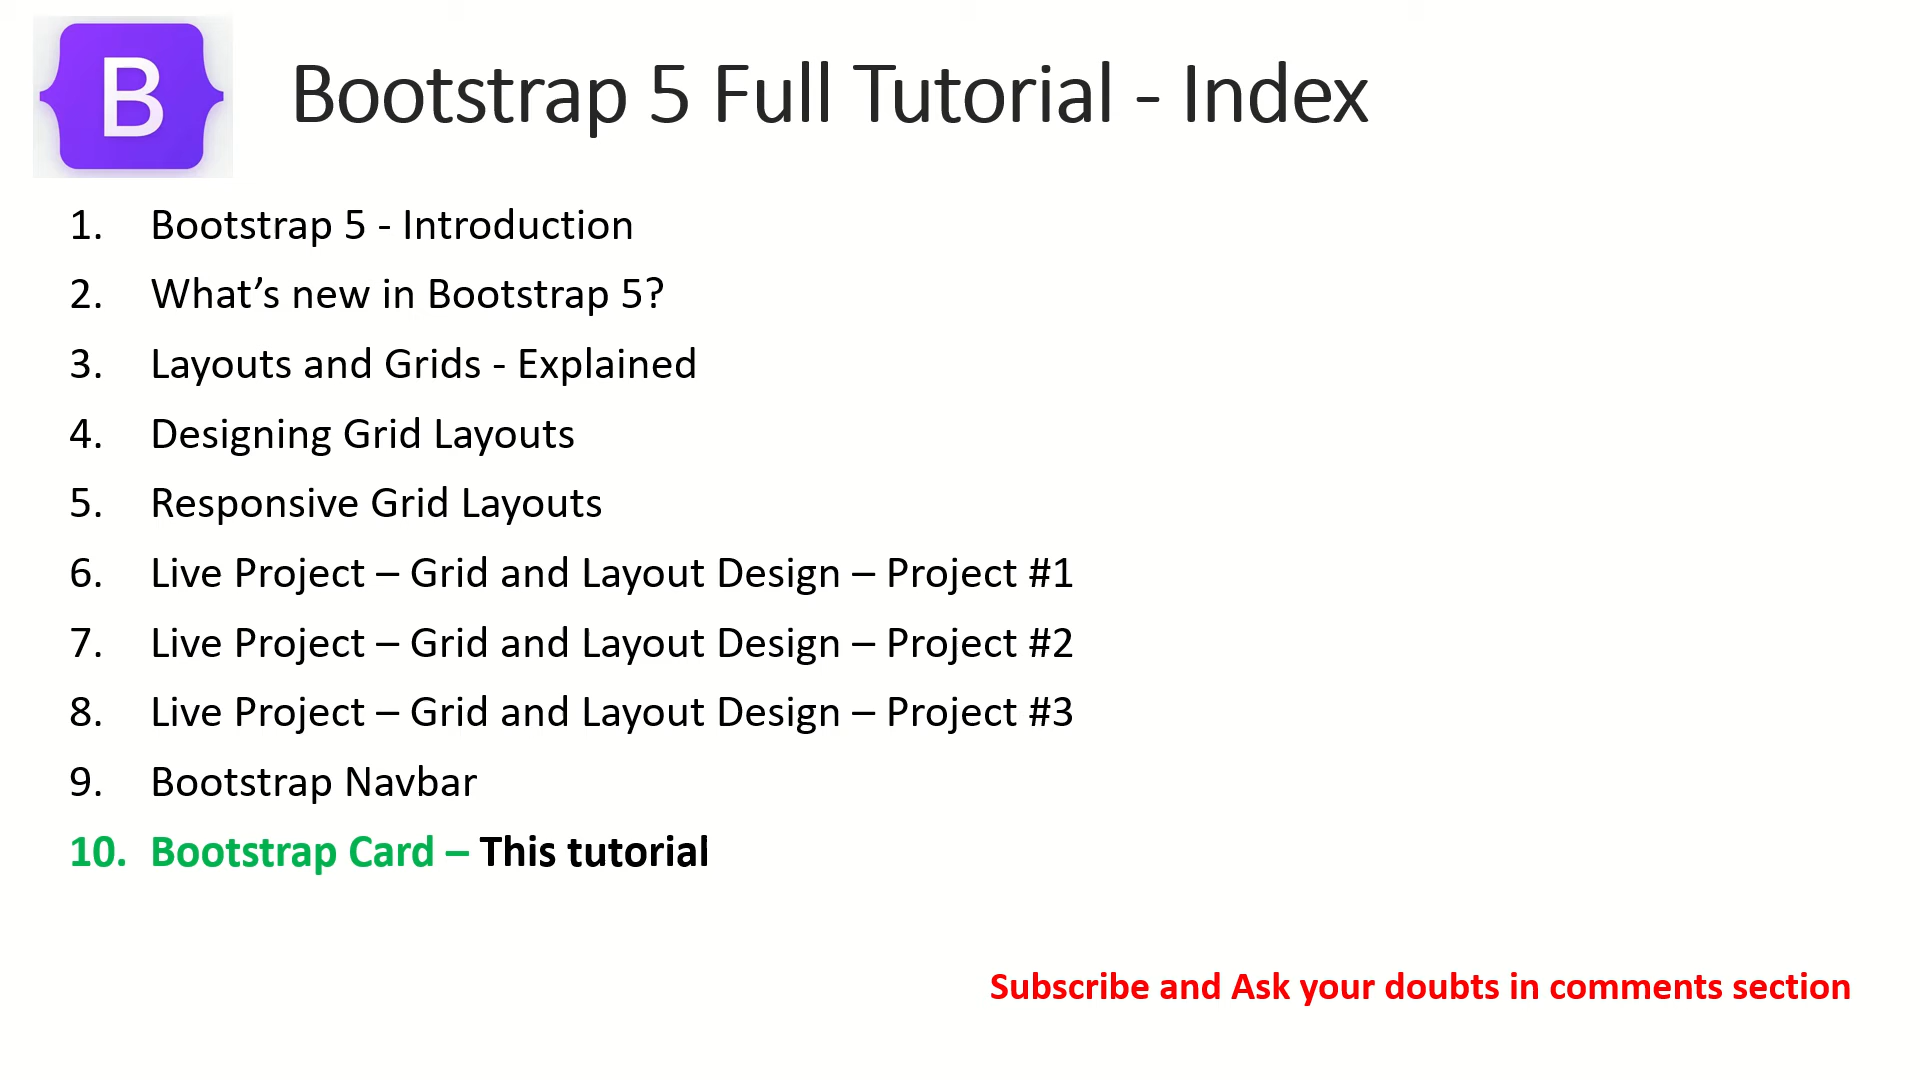 B
Bootstrap 5 Full Tutorial - Index
1. Bootstrap 5 - Introduction
2. What’s new in Bootstrap 5?
3. Layouts and Grids - Explained
4. Designing Grid Layouts
5. Responsive Grid Layouts
6. Live Project – Grid and Layout Design – Project #1
7. Live Project – Grid and Layout Design – Project #2
8. Live Project – Grid and Layout Design – Project #3
9. Bootstrap Navbar
10. Bootstrap Card – This tutorial
Subscribe and Ask your doubts in comments section